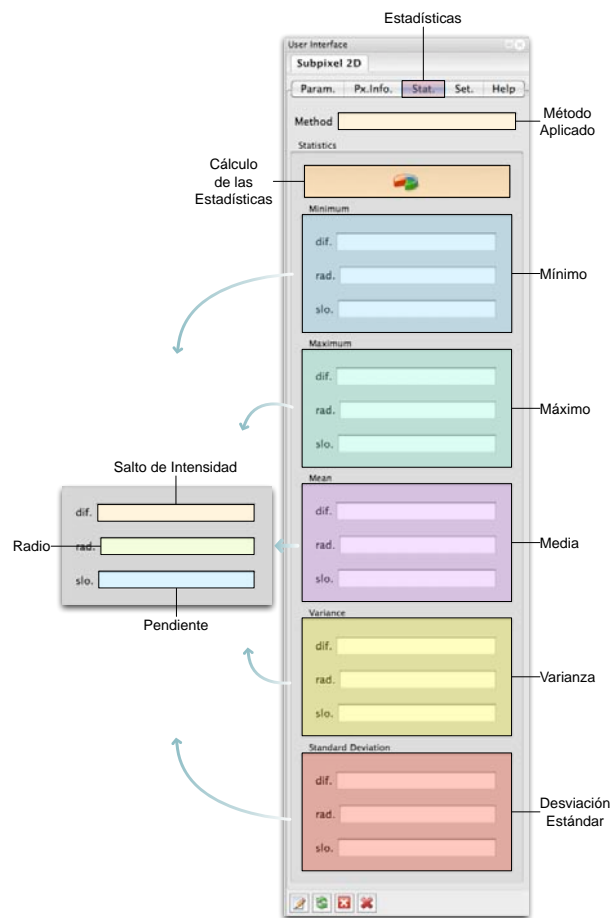 Estadísticas
User Interface
Subpixel 2D
Param. Px.Info. Stat. Set. Help
Method
Método
Aplicado
Statistics
Cálculo
de las
Estadísticas
Minimum
dif.
rad.
slo.
Mínimo
Maximum
dif.
rad.
slo.
Máximo
Salto de Intensidad
dif.
Radio
rad.
slo.
Pendiente
Mean
dif.
rad.
slo.
Media
Variance
dif.
rad.
slo.
Varianza
Standard Deviation
dif.
rad.
slo.
Desviación
Estándar